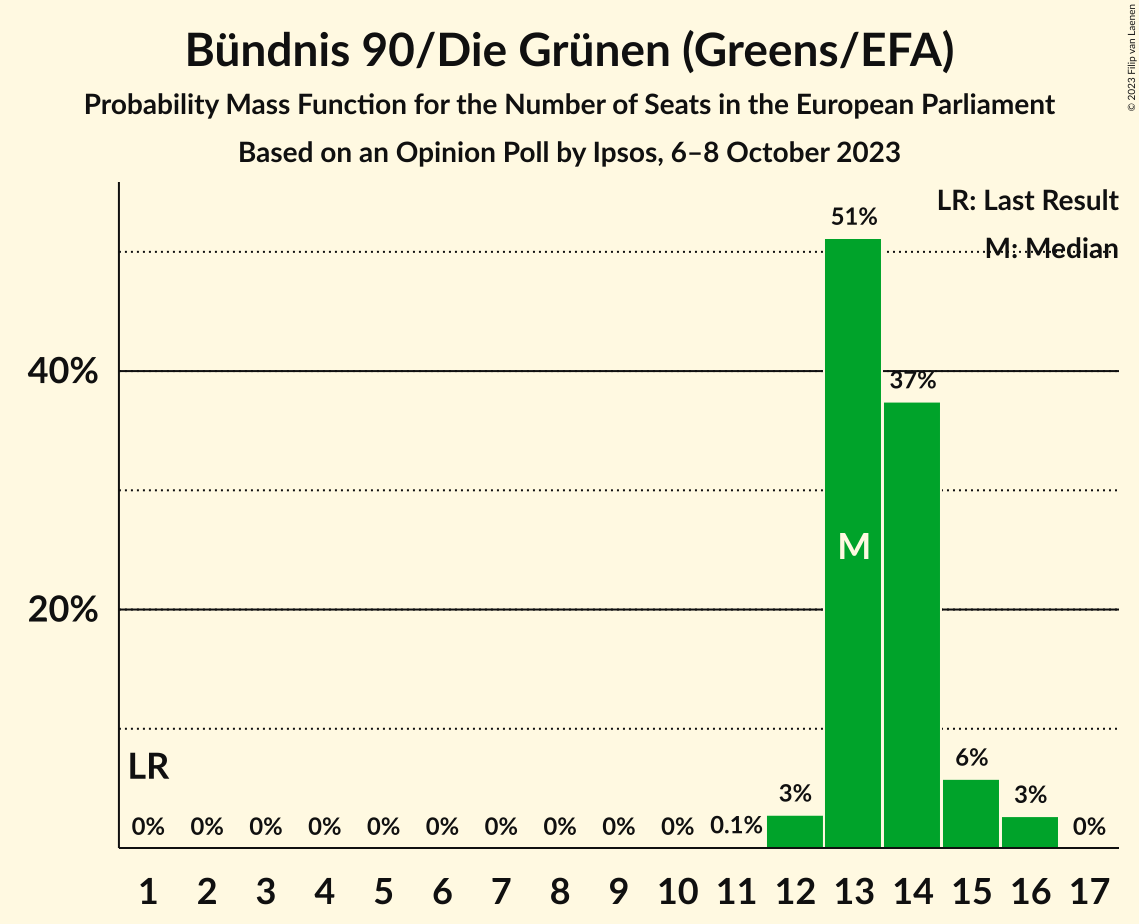 Bündnis 90/Die Grünen (Greens/EFA)
Probability Mass Function for the Number of Seats in the European Parliament
Based on an Opinion Poll by Ipsos, 6–8 October 2023
© 2023 Filip van Laenen
LR: Last Result
51%
M: Median
40%
37%
M
20%
LR
6%
3%
3%
0% 0% 0% 0% 0% 0% 0% 0% 0% 0% 0.1% 0%
1 2 3 4 5 6 7 8 9 10 11 12 13 14 15 16 17